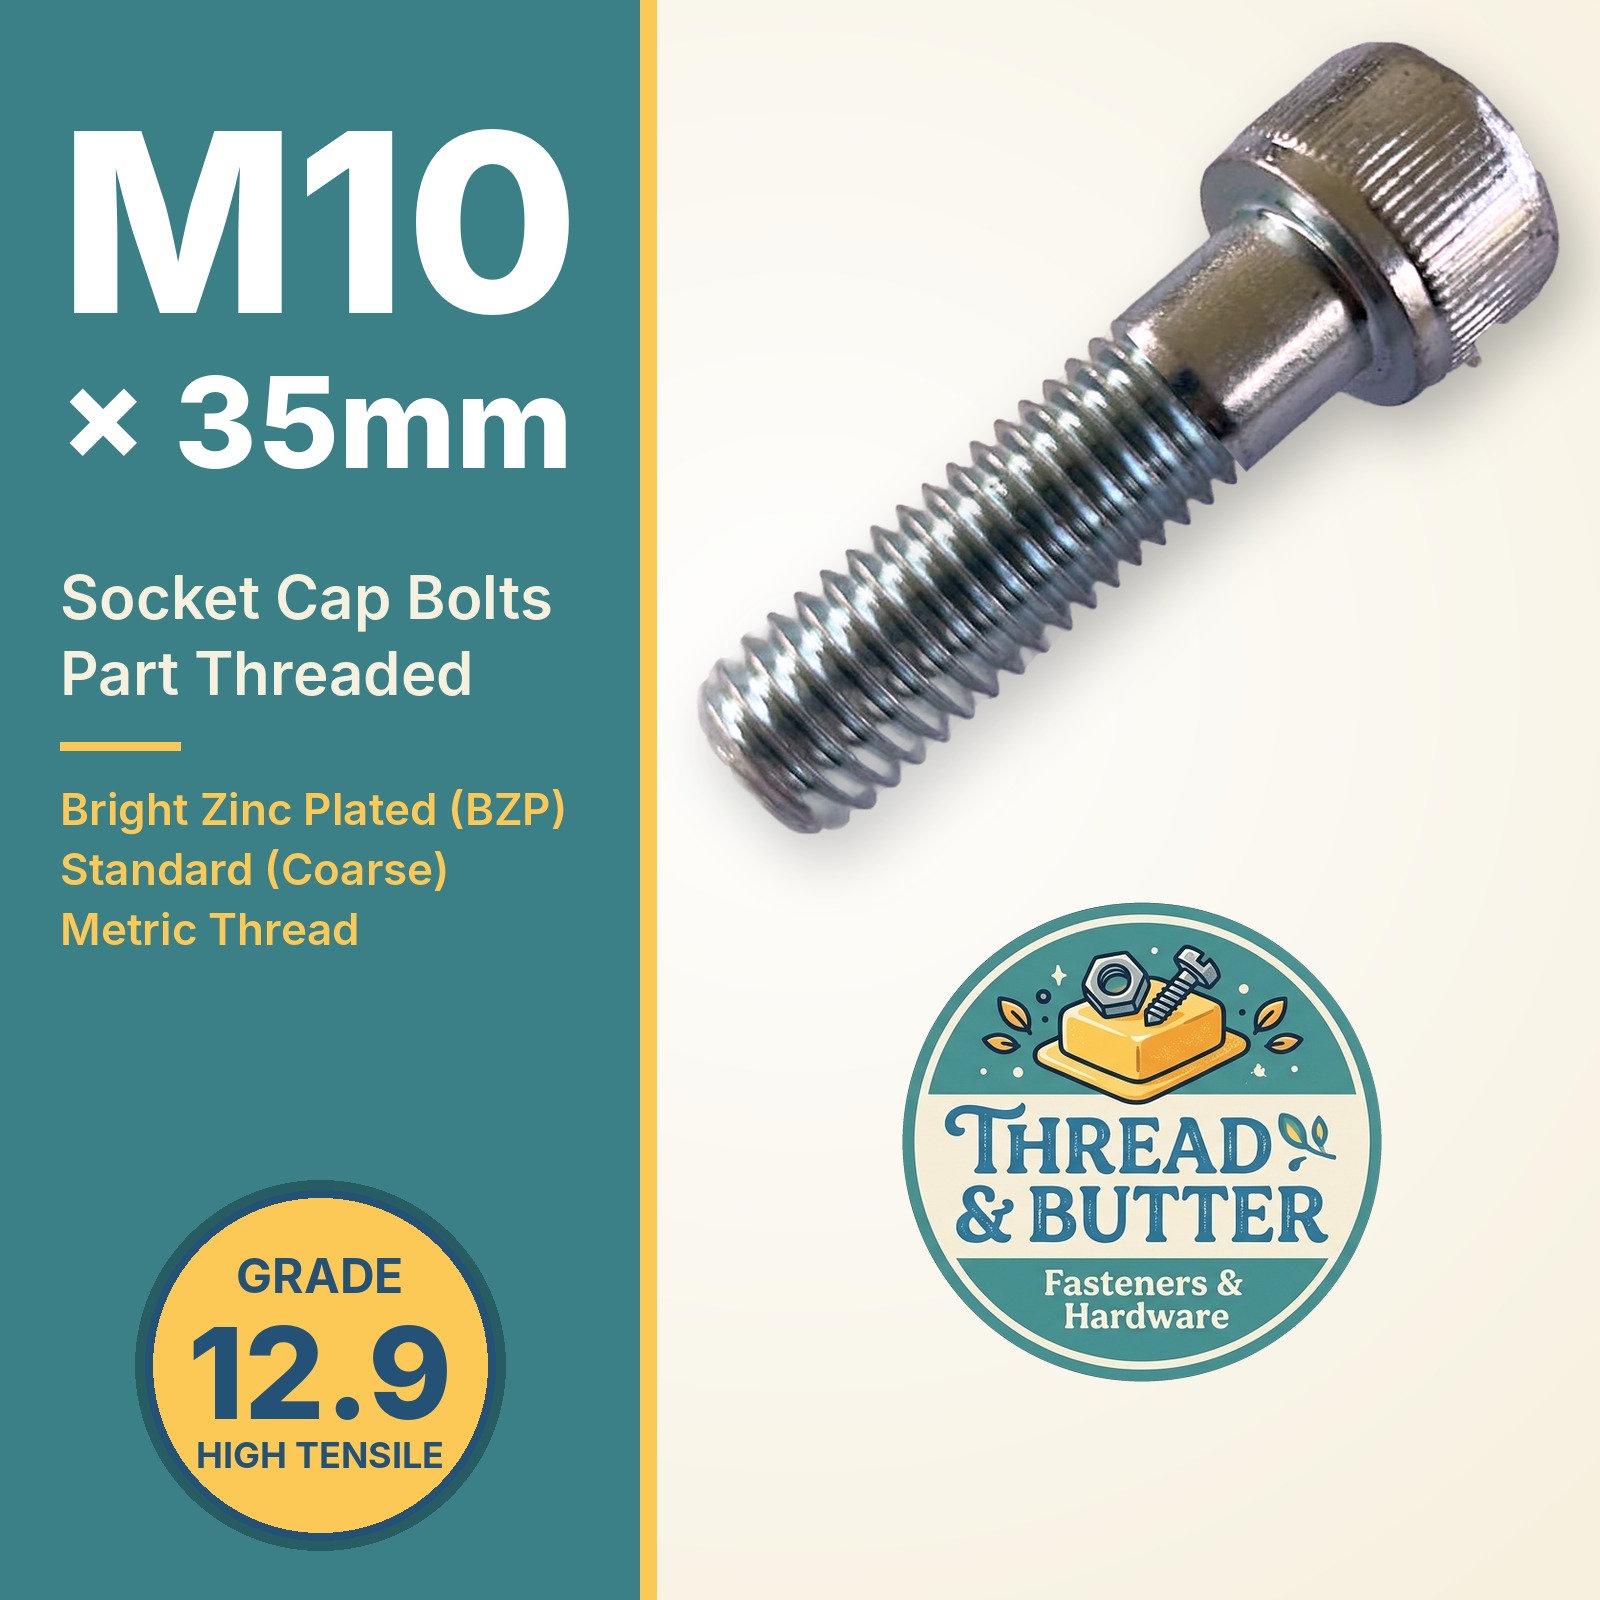 M10
× 35mm
Socket Cap Bolts
Part Threaded
Bright Zinc Plated (BZP)
Standard (Coarse)
Metric Thread
GRADE
12.9
HIGH TENSILE
THREAD
& BUTTER
Fasteners &
Hardware